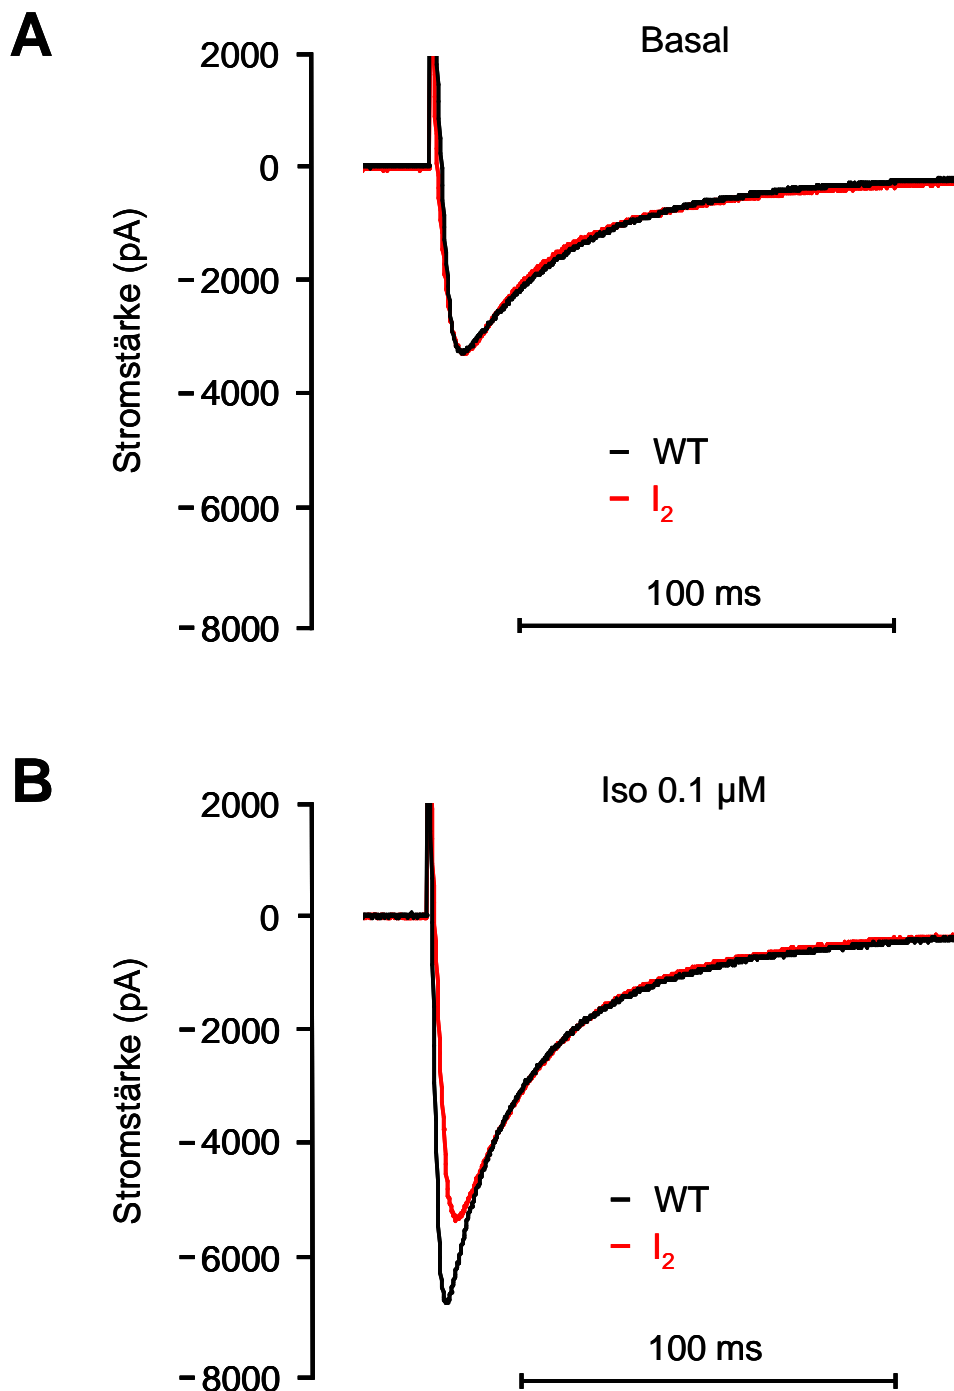 A
Basal
2000
0
Stromstärke (pA)
−2000
−4000
−6000
−8000
– WT
– I₂
100 ms
B
Iso 0.1 µM
2000
0
Stromstärke (pA)
−2000
−4000
−6000
−8000
– WT
– I₂
100 ms